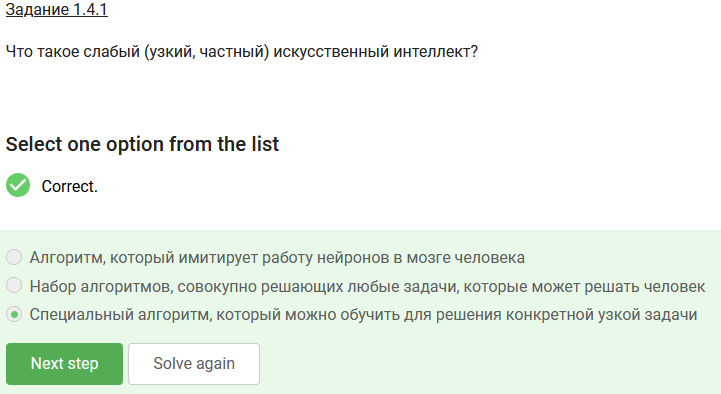 Задание 1.4.1
Что такое слабый (узкий, частный) искусственный интеллект?
Select one option from the list
Correct.
Алгоритм, который имитирует работу нейронов в мозге человека
Набор алгоритмов, совокупно решающих любые задачи, которые может решать человек
Специальный алгоритм, который можно обучить для решения конкретной узкой задачи
Next step
Solve again